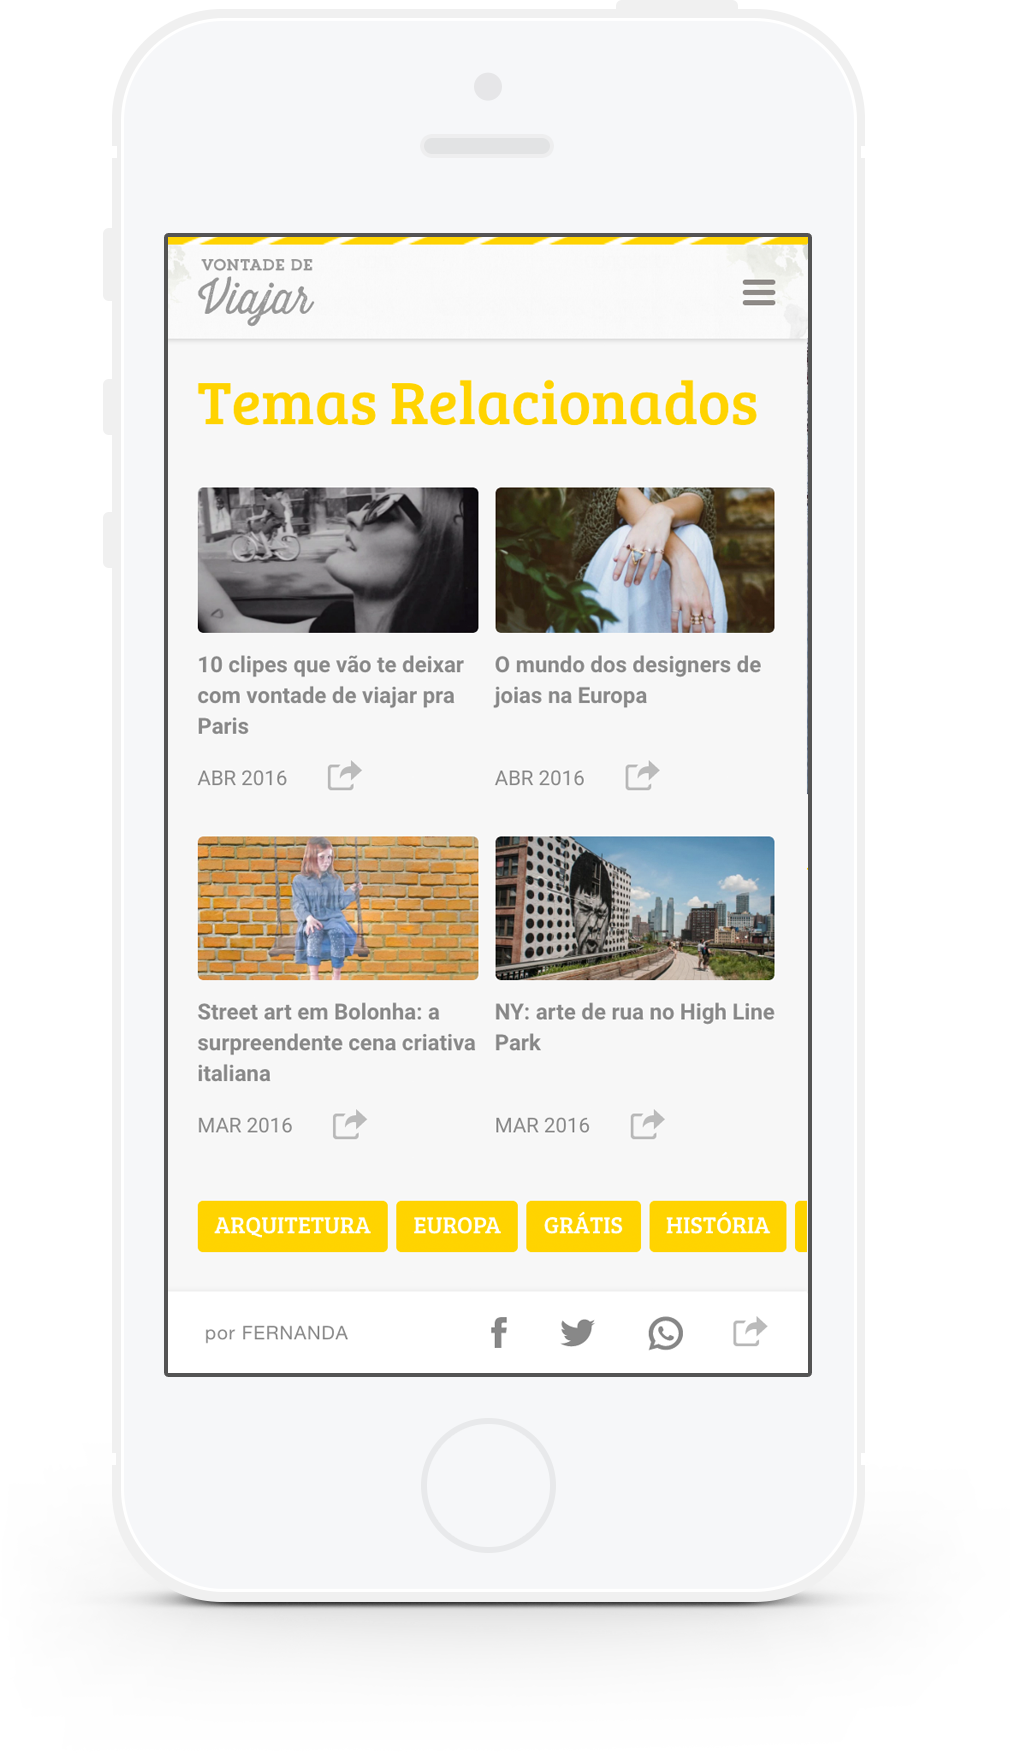 VONTADE DE
Viajar
Temas Relacionados
10 clipes que vão te deixar
com vontade de viajar pra
Paris
ABR 2016
O mundo dos designers de
joias na Europa
ABR 2016
Street art em Bolonha: a
surpreendente cena criativa
italiana
MAR 2016
NY: arte de rua no High Line
Park
MAR 2016
ARQUITETURA EUROPA GRÁTIS HISTÓRIA
por FERNANDA